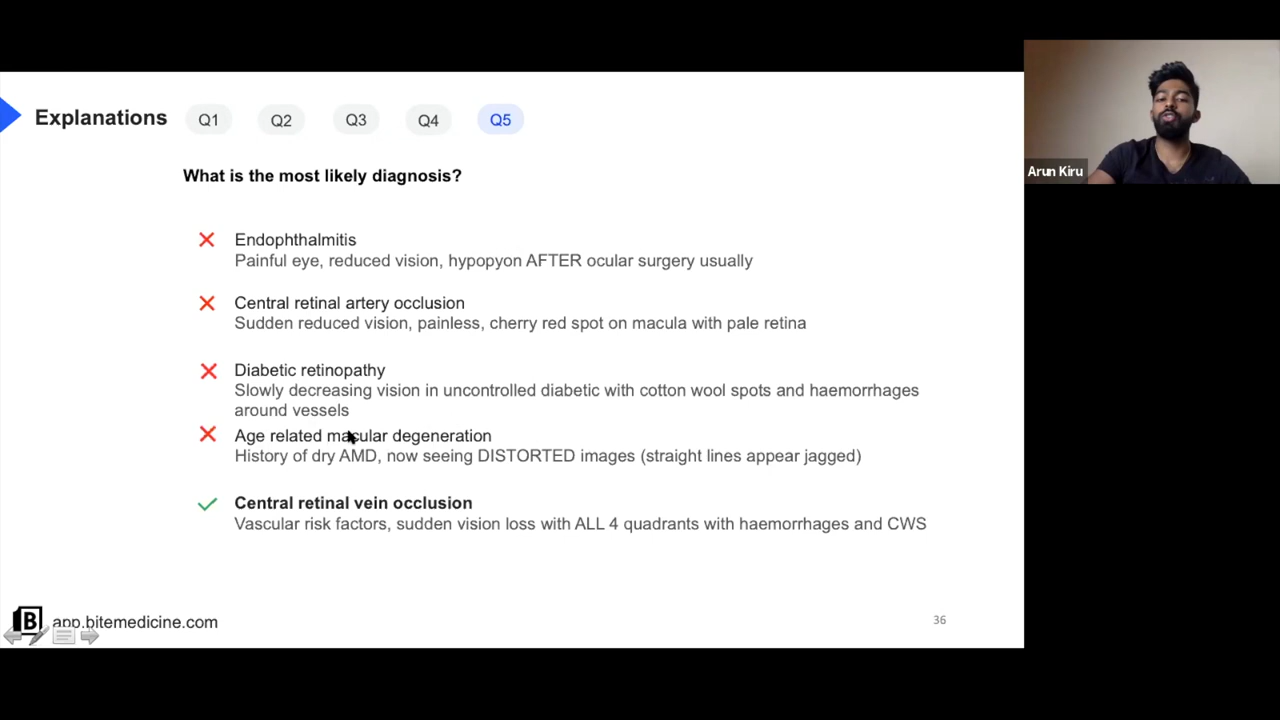 Explanations
Q1
Q2
Q3
Q4
Q5
What is the most likely diagnosis?
Endophthalmitis
Painful eye, reduced vision, hypopyon AFTER ocular surgery usually
Central retinal artery occlusion
Sudden reduced vision, painless, cherry red spot on macula with pale retina
Diabetic retinopathy
Slowly decreasing vision in uncontrolled diabetic with cotton wool spots and haemorrhages
around vessels
Age related macular degeneration
History of dry AMD, now seeing DISTORTED images (straight lines appear jagged)
Central retinal vein occlusion
Vascular risk factors, sudden vision loss with ALL 4 quadrants with haemorrhages and CWS
B
app.bitemedicine.com
36
Arun Kiru